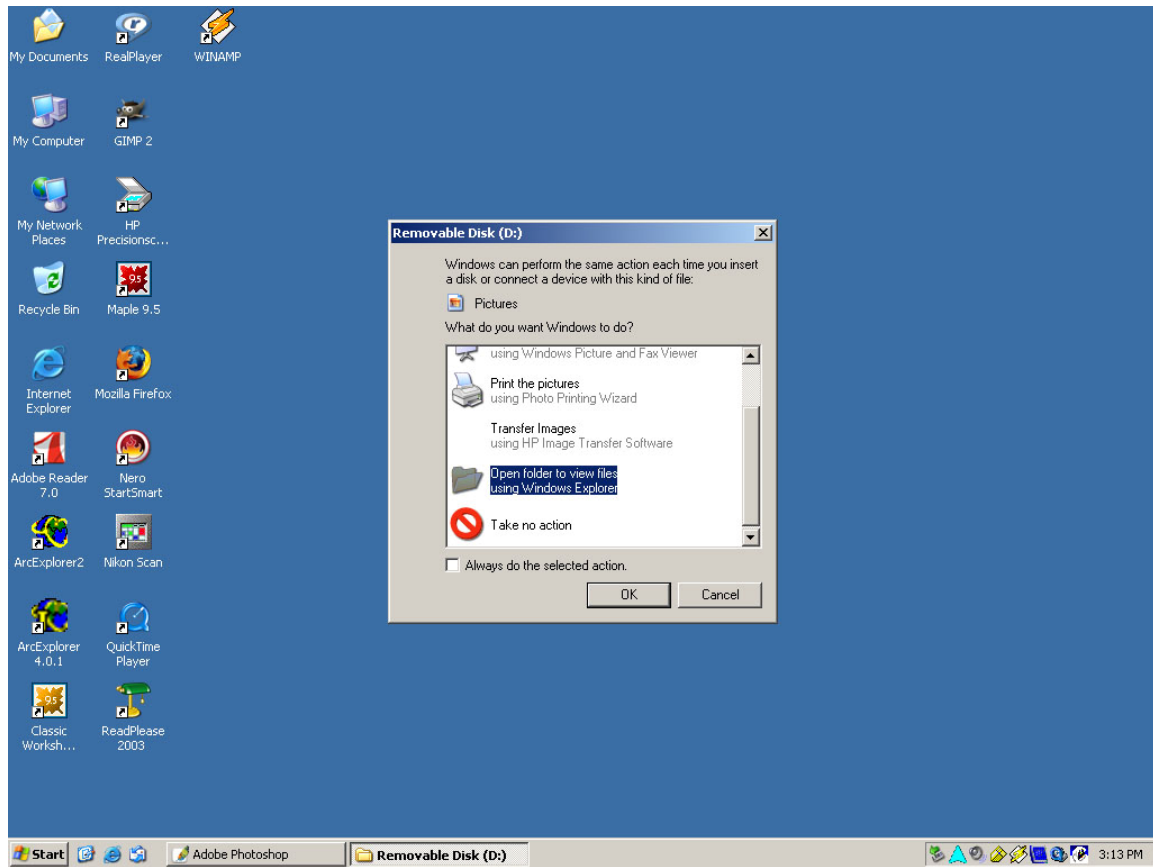 My Documents
RealPlayer
WINAMP
My Computer
GIMP 2
My Network
Places
HP
Precisionsc...
Recycle Bin
95
Maple 9.5
Internet
Explorer
Mozilla Firefox
Adobe Reader
7.0
Nero
StartSmart
ArcExplorer2
Nikon Scan
ArcExplorer
4.0.1
QuickTime
Player
95
Classic
Worksh...
ReadPlease
2003
Removable Disk (D:)
Windows can perform the same action each time you insert
a disk or connect a device with this kind of file:
Pictures
What do you want Windows to do?
using Windows Picture and Fax Viewer
Print the pictures
using Photo Printing Wizard
Transfer Images
using HP Image Transfer Software
Open folder to view files
using Windows Explorer
Take no action
Always do the selected action.
OK
Cancel
Start
Adobe Photoshop
Removable Disk (D:)
3:13 PM